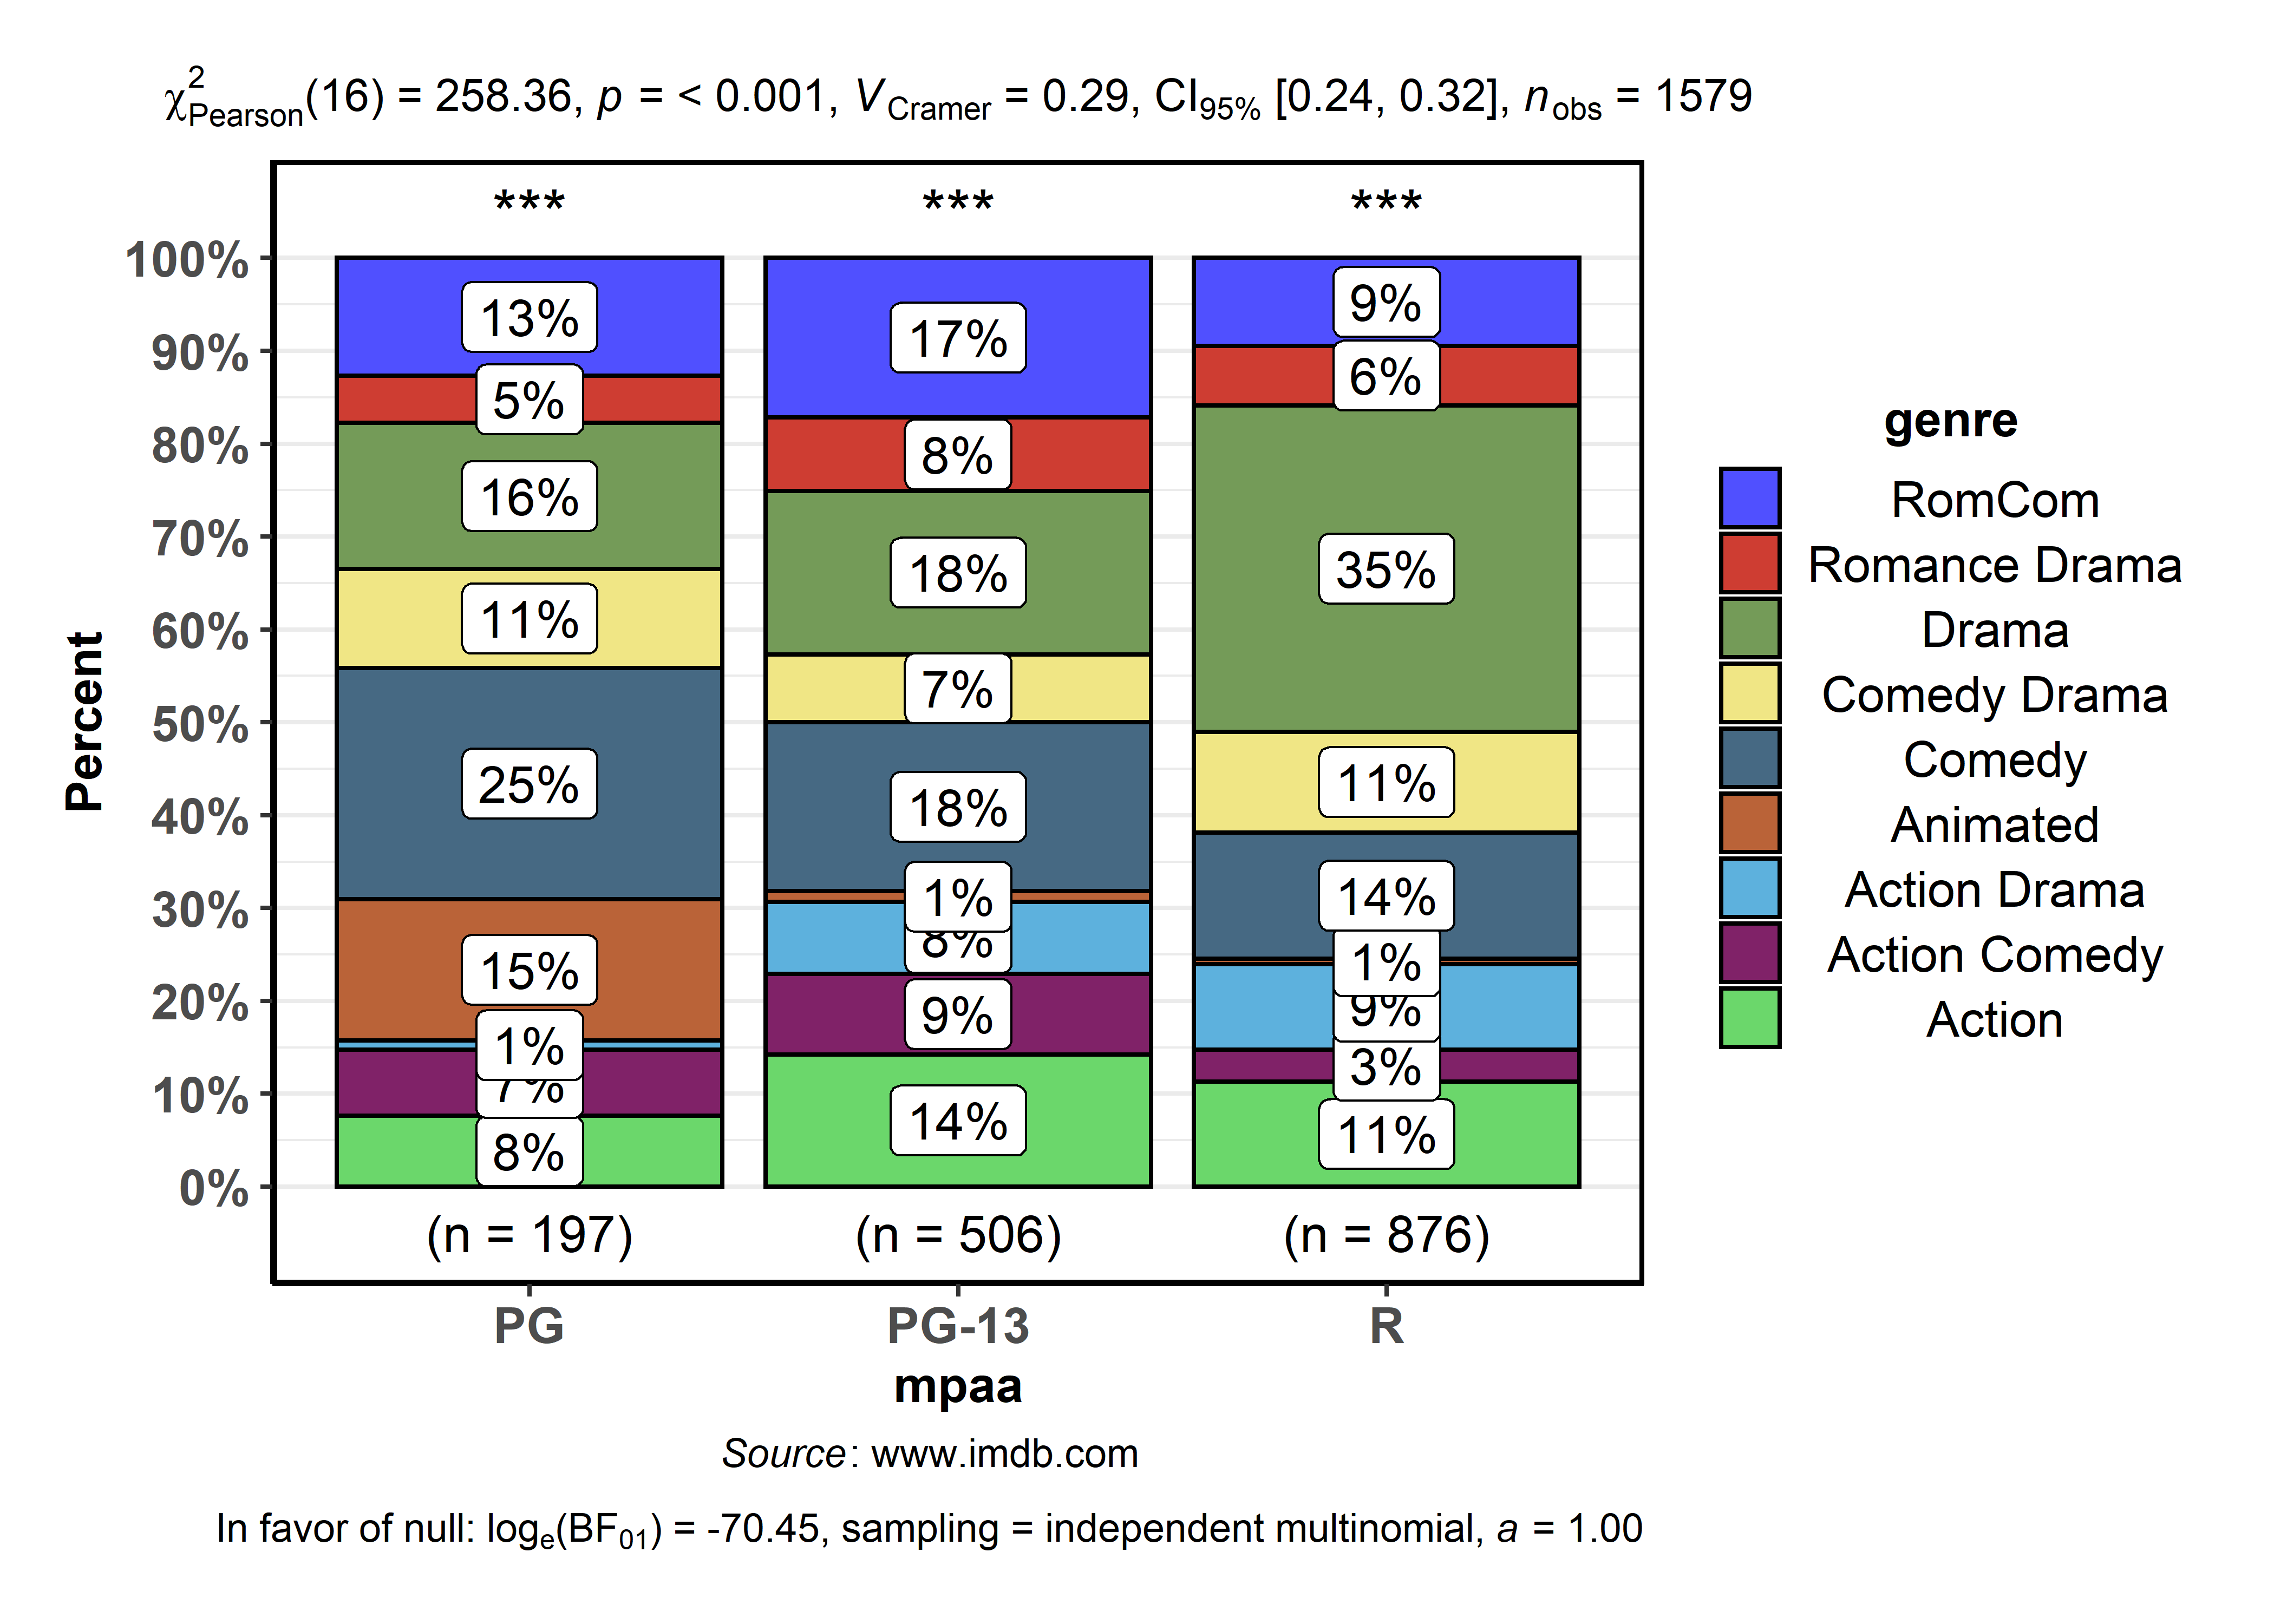 χ²Pearson(16) = 258.36, p = < 0.001, VCramer = 0.29, CI95% [0.24, 0.32], nobs = 1579
*** *** ***
100%
90%
80%
70%
60%
50%
40%
30%
20%
10%
0%
Percent
13%
5%
16%
11%
25%
15%
1%
7%
8%
17%
8%
18%
7%
18%
1%
8%
9%
14%
9%
6%
35%
11%
14%
1%
9%
3%
11%
(n = 197) (n = 506) (n = 876)
PG PG-13 R
mpaa
genre
RomCom
Romance Drama
Drama
Comedy Drama
Comedy
Animated
Action Drama
Action Comedy
Action
Source: www.imdb.com
In favor of null: loge(BF01) = -70.45, sampling = independent multinomial, a = 1.00